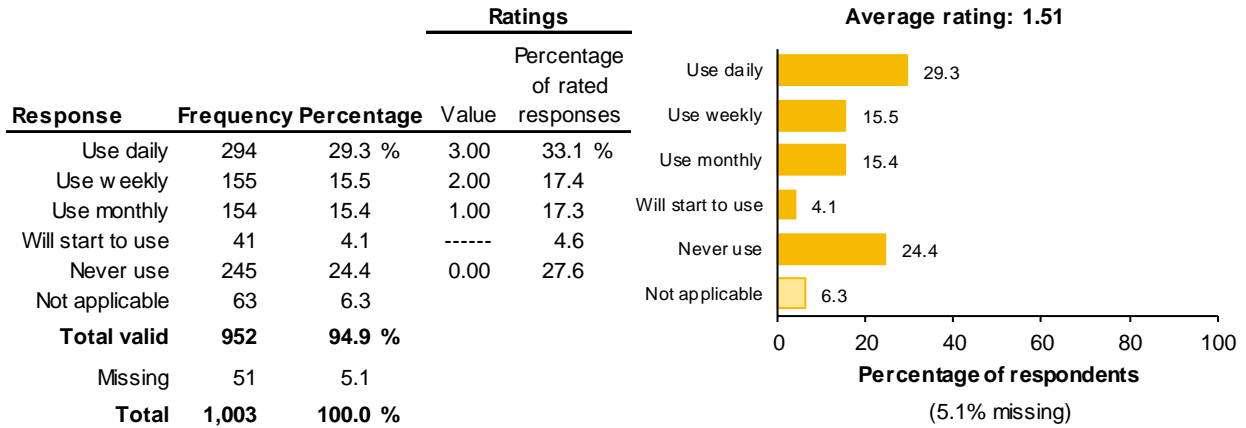 Ratings
Response Frequency Percentage Value Percentage of rated responses
Use daily 294 29.3 % 3.00 33.1 %
Use weekly 155 15.5 2.00 17.4
Use monthly 154 15.4 1.00 17.3
Will start to use 41 4.1 ------ 4.6
Never use 245 24.4 0.00 27.6
Not applicable 63 6.3
Total valid 952 94.9 %
Missing 51 5.1
Total 1,003 100.0 %
Average rating: 1.51
Use daily 29.3
Use weekly 15.5
Use monthly 15.4
Will start to use 4.1
Never use 24.4
Not applicable 6.3
0 20 40 60 80 100
Percentage of respondents
(5.1% missing)